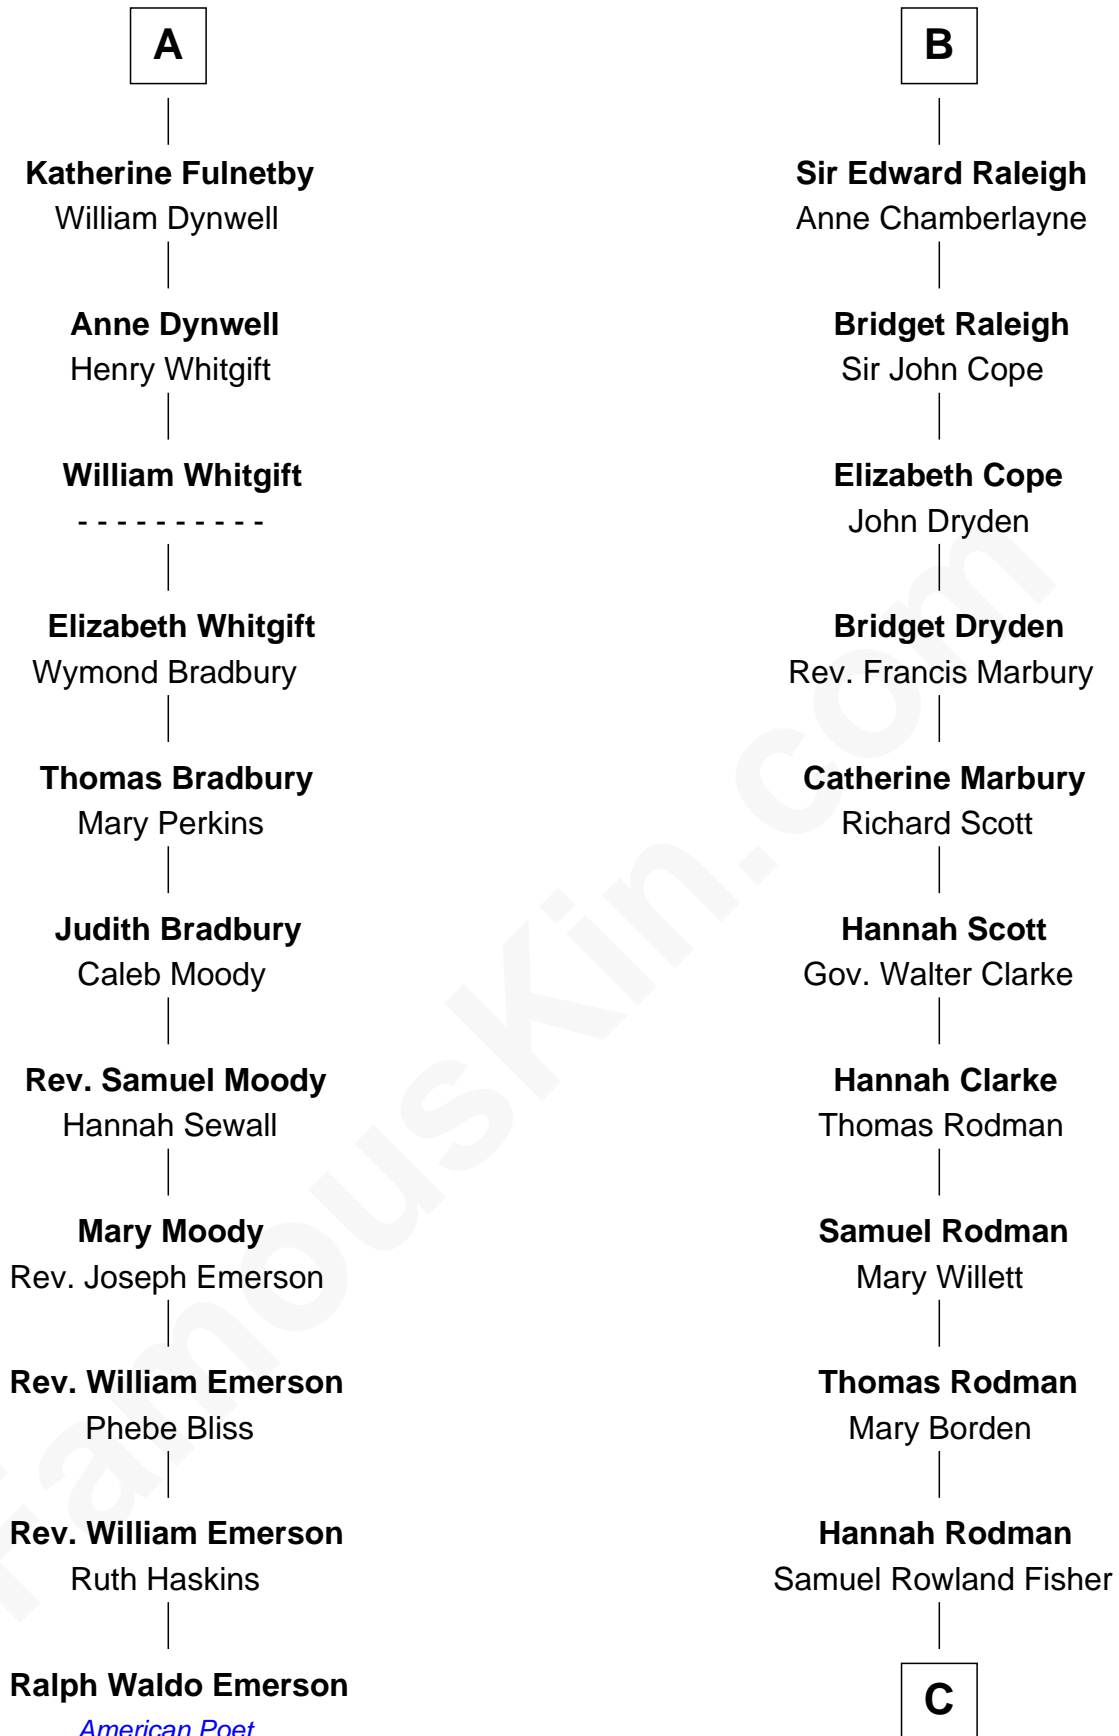 A
Katherine Fulnetby
William Dynwell
Anne Dynwell
Henry Whitgift
William Whitgift
- - - - - - - - - -
Elizabeth Whitgift
Wymond Bradbury
Thomas Bradbury
Mary Perkins
Judith Bradbury
Caleb Moody
Rev. Samuel Moody
Hannah Sewall
Mary Moody
Rev. Joseph Emerson
Rev. William Emerson
Phebe Bliss
Rev. William Emerson
Ruth Haskins
Ralph Waldo Emerson
American Poet
B
Sir Edward Raleigh
Anne Chamberlayne
Bridget Raleigh
Sir John Cope
Elizabeth Cope
John Dryden
Bridget Dryden
Rev. Francis Marbury
Catherine Marbury
Richard Scott
Hannah Scott
Gov. Walter Clarke
Hannah Clarke
Thomas Rodman
Samuel Rodman
Mary Willett
Thomas Rodman
Mary Borden
Hannah Rodman
Samuel Rowland Fisher
C
FamousKin.com